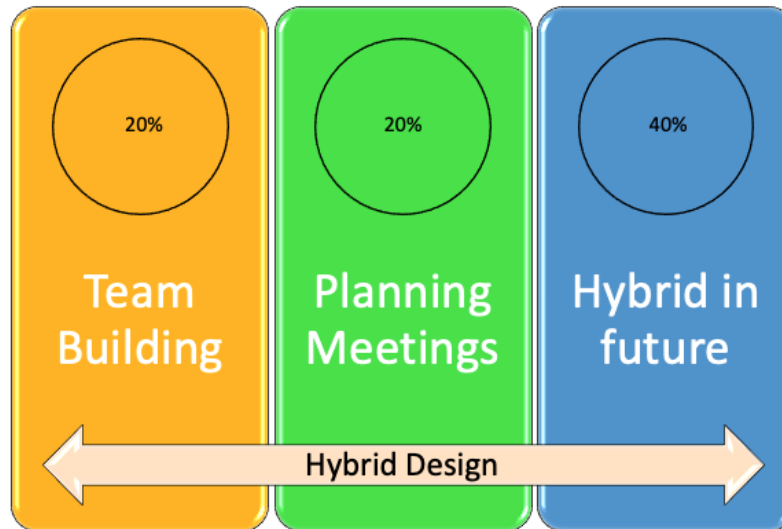 20%
20%
40%
Team
Building
Planning
Meetings
Hybrid in
future
Hybrid Design